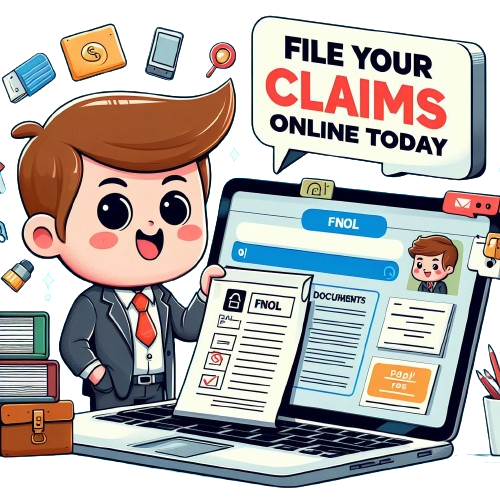 FILE YOUR
CLAIMS
ONLINE TODAY
FNOL
FNOL
DOCUMENTS